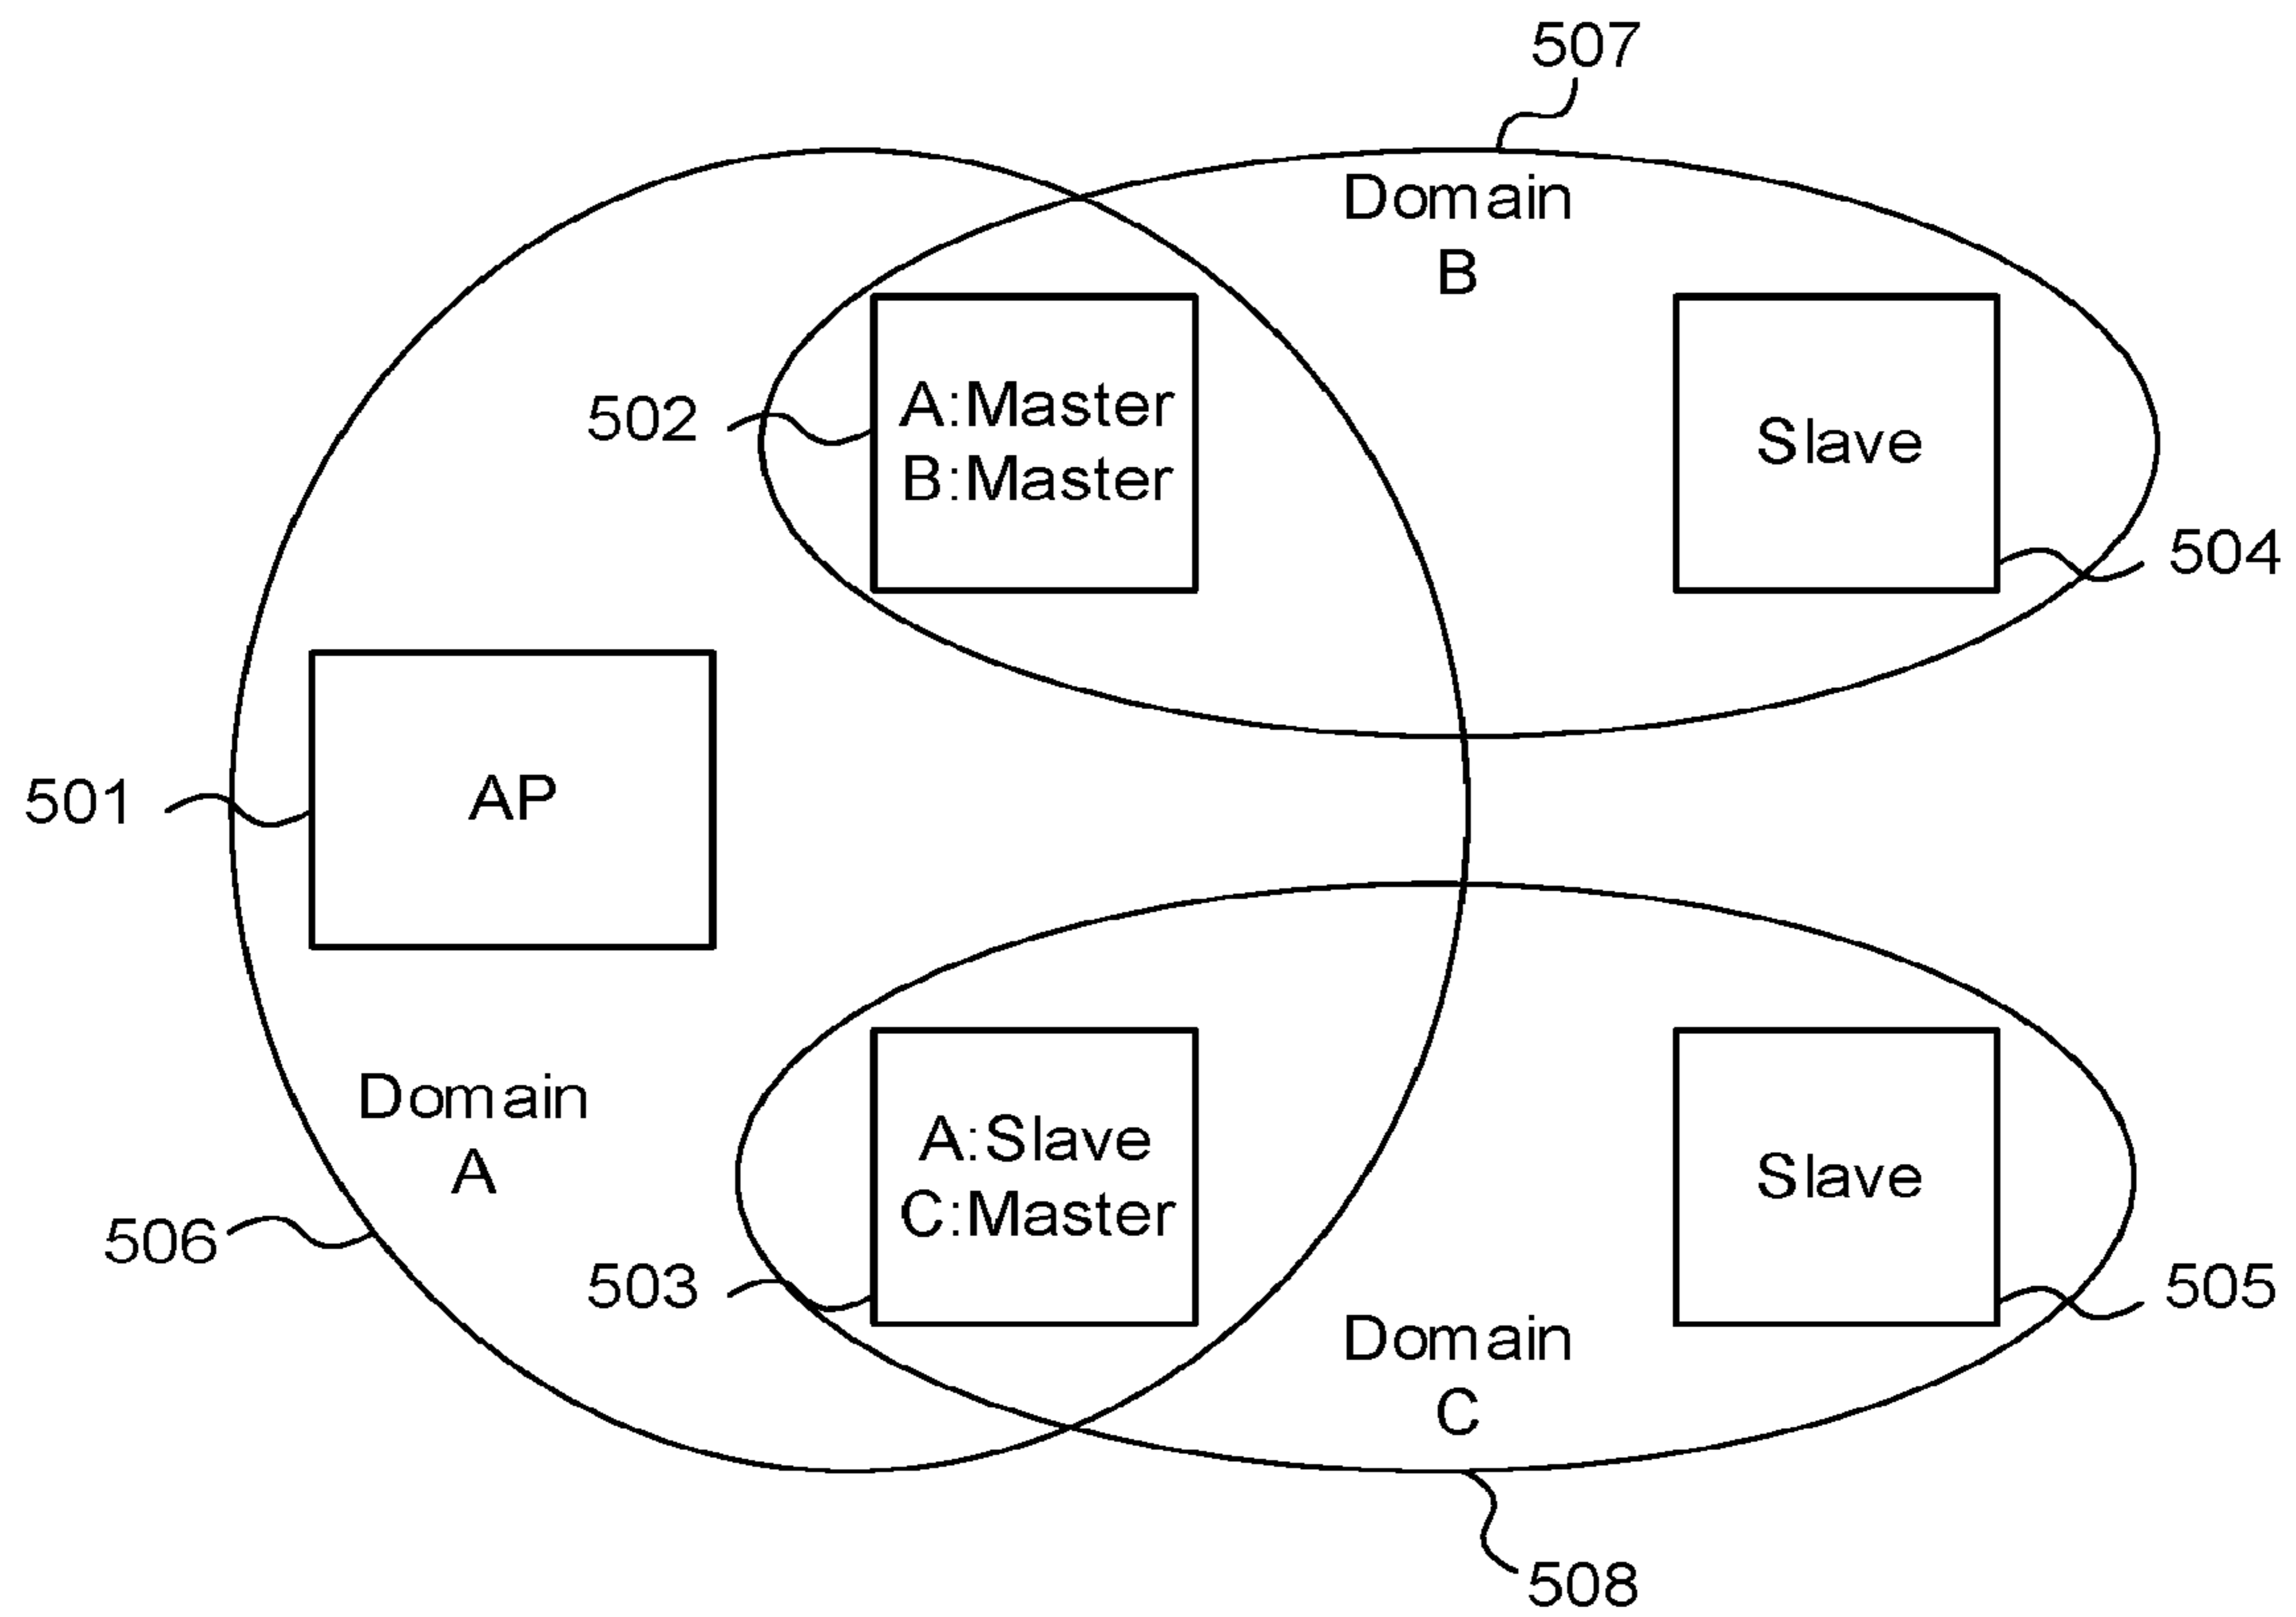 507
Domain
B
502
A:Master
B:Master
Slave
504
501
AP
Domain
A
506
503
A:Slave
C:Master
Slave
505
Domain
C
508